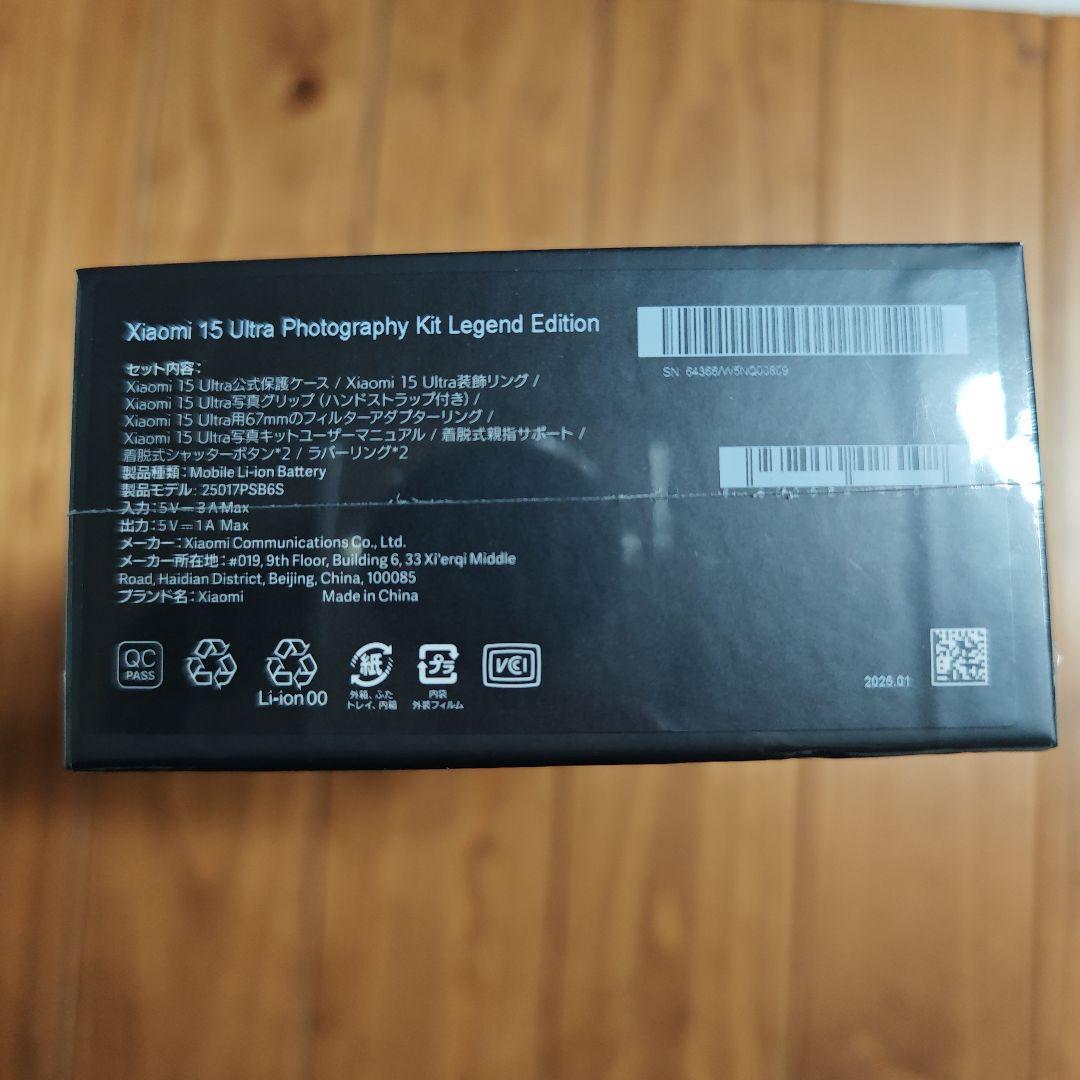 Xiaomi 15 Ultra Photography Kit Legend Edition
セット内容:
Xiaomi 15 Ultra公式保護ケース / Xiaomi 15 Ultra装飾リング /
Xiaomi 15 Ultra写真グリップ (ハンドストラップ付き) /
Xiaomi 15 Ultra用67mmのフィルターアダプターリング /
Xiaomi 15 Ultra写真キットユーザーマニュアル / 着脱式親指サポート /
着脱式シャッターボタン*2 / ラバーリング*2
製品種類: Mobile Li-ion Battery
製品モデル: 25017PSB6S
入力: 5V⎓3A Max
出力: 5V⎓1A Max
メーカー: Xiaomi Communications Co., Ltd.
メーカー所在地: #019, 9th Floor, Building 6, 33 Xi'erqi Middle
Road, Haidian District, Beijing, China, 100085
ブランド名: Xiaomi Made in China
SN:
QC
PASS
Li-ion 00
紙
外箱、ふた
トレイ、内箱
プラ
内袋
外装フィルム
VCCI
2025.01